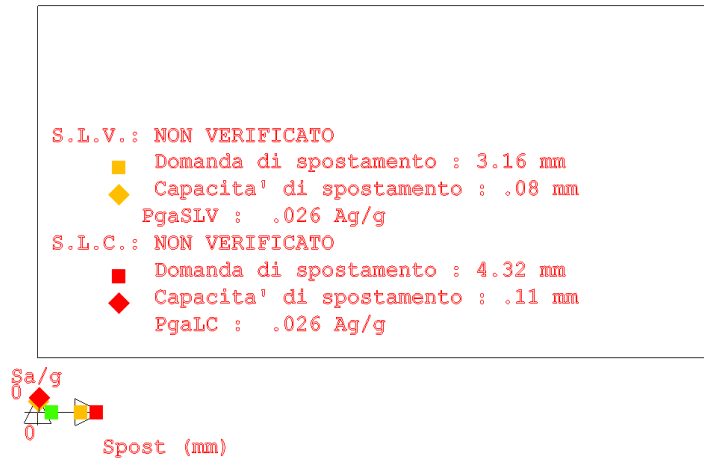 S.L.V.: NON VERIFICATO
Domanda di spostamento : 3.16 mm
Capacita' di spostamento : .08 mm
PgaSLV :  .026 Ag/g
S.L.C.: NON VERIFICATO
Domanda di spostamento : 4.32 mm
Capacita' di spostamento : .11 mm
PgaLC :  .026 Ag/g
Sa/g
0
0
Spost (mm)